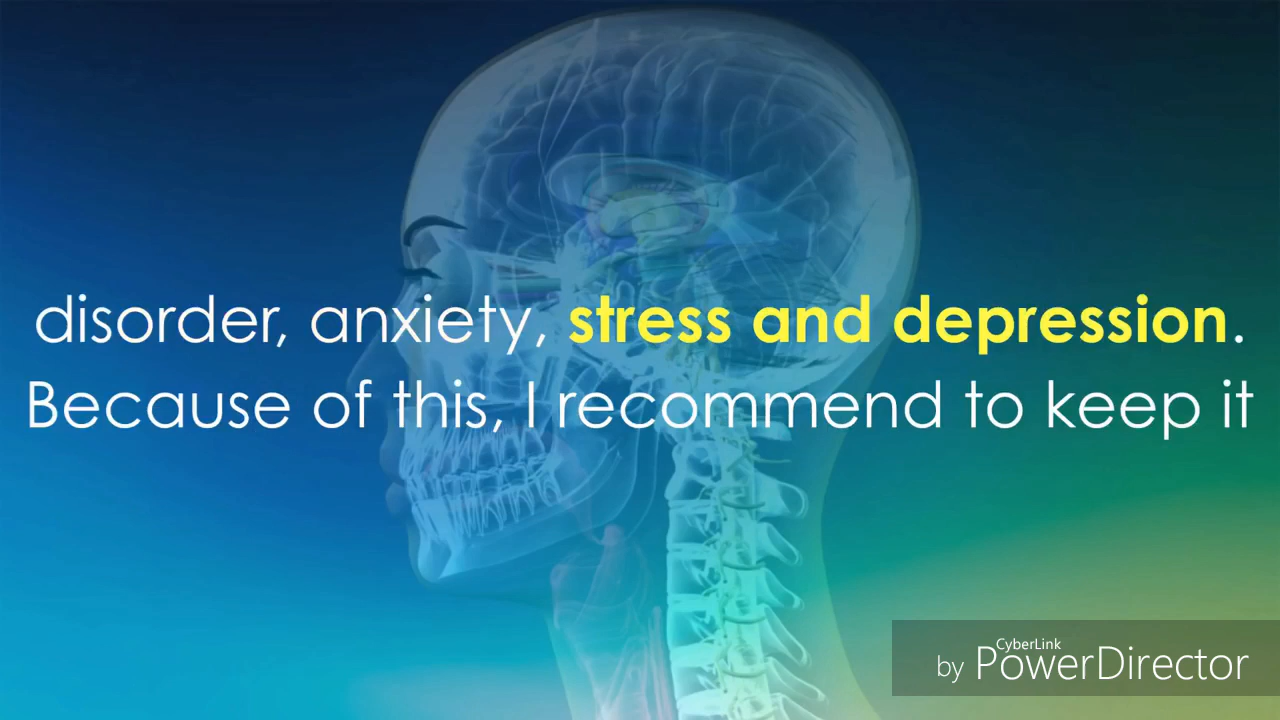 disorder, anxiety, stress and depression.
Because of this, I recommend to keep it
CyberLink
by PowerDirector